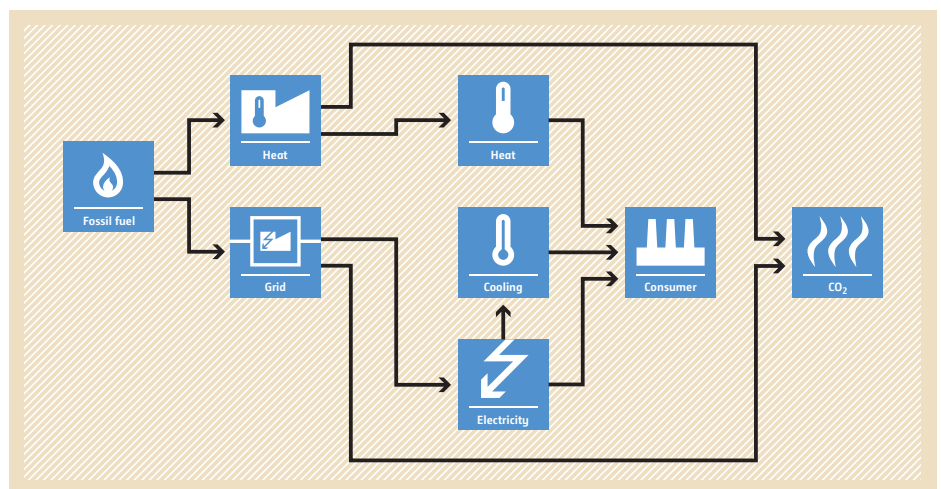 Heat
Heat
Fossil fuel
Grid
Cooling
Consumer
CO₂
Electricity